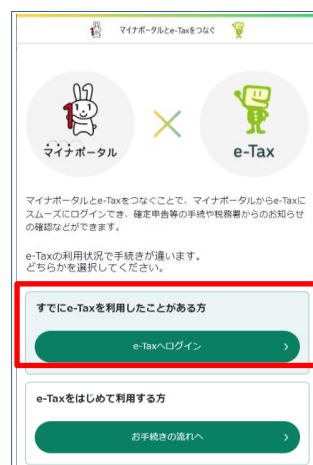 マイナポータルとe-Taxをつなぐ
マイナポータル
e-Tax
マイナポータルとe-Taxをつなぐことで、マイナポータルからe-Taxに
スムーズにログインでき、確定申告等の手続や税務署からのお知らせ
の確認などができます。
e-Taxの利用状況で手続きが違います。
どちらかを選択してください。
すでにe-Taxを利用したことがある方
e-Taxへログイン
e-Taxをはじめて利用する方
お手続きの流れへ